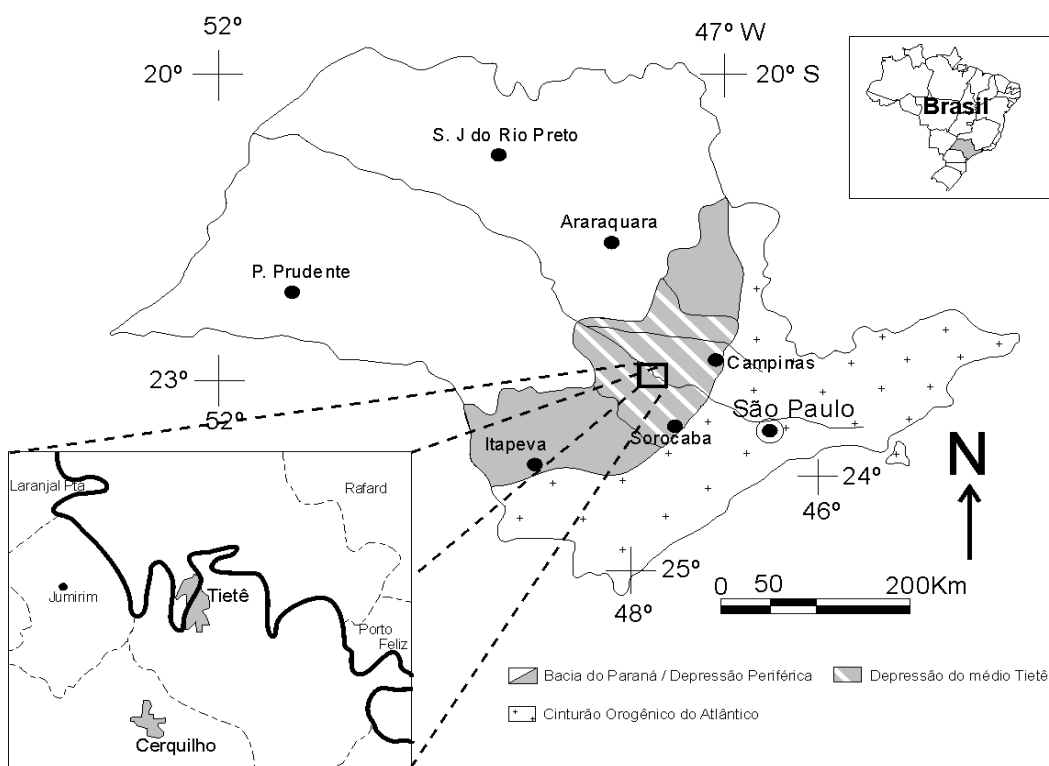 52º
47º W
20º
20º S
Brasil
S. J do Rio Preto
Araraquara
P. Prudente
Campinas
23º
52º
São Paulo
Sorocaba
Itapeva
N
24º
46º
25º
48º
0 50 200Km
Laranjal Pta
Rafard
Jumirim
Tietê
Porto
Feliz
Cerquilho
Bacia do Paraná / Depressão Periférica
Depressão do médio Tietê
Cinturão Orogênico do Atlântico